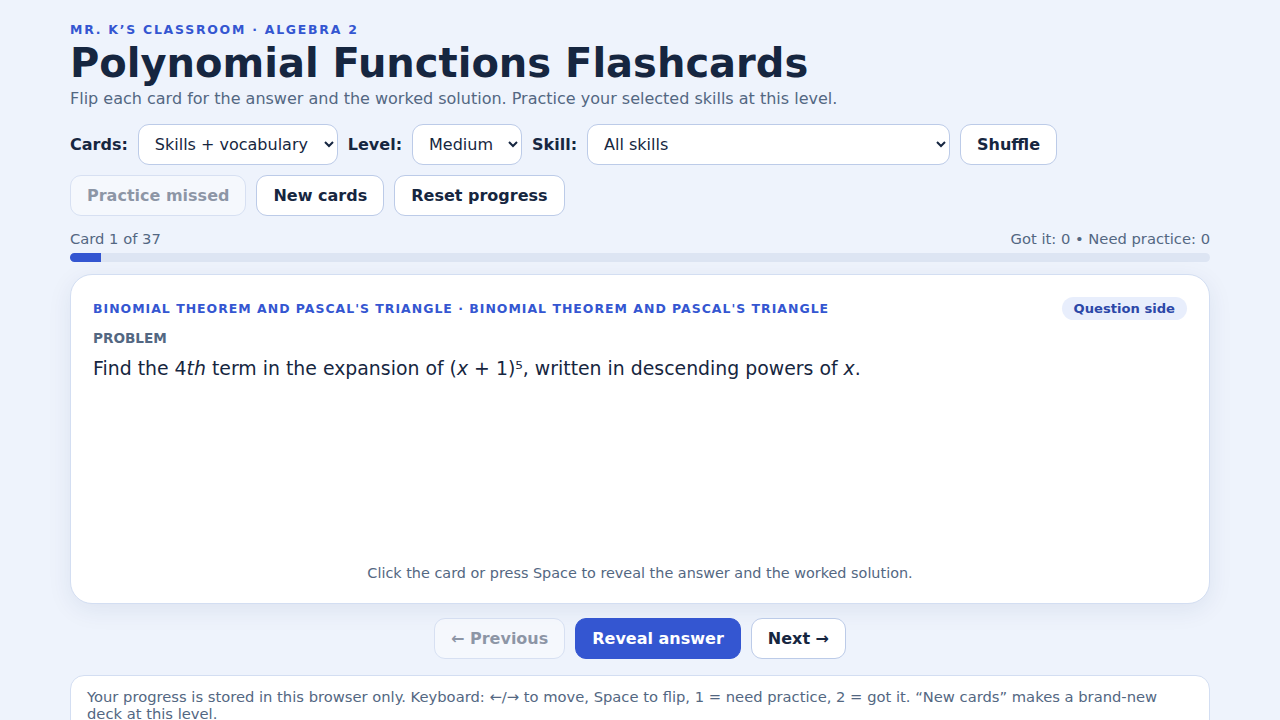 MR. K’S CLASSROOM · ALGEBRA 2
Polynomial Functions Flashcards
Flip each card for the answer and the worked solution. Practice your selected skills at this level.
Cards: Skills + vocabulary Level: Medium Skill: All skills Shuffle
Practice missed New cards Reset progress
Card 1 of 37 Got it: 0 • Need practice: 0
BINOMIAL THEOREM AND PASCAL'S TRIANGLE · BINOMIAL THEOREM AND PASCAL'S TRIANGLE Question side
PROBLEM
Find the 4th term in the expansion of (x + 1)⁵, written in descending powers of x.
Click the card or press Space to reveal the answer and the worked solution.
← Previous Reveal answer Next →
Your progress is stored in this browser only. Keyboard: ←/→ to move, Space to flip, 1 = need practice, 2 = got it. “New cards” makes a brand-new
deck at this level.